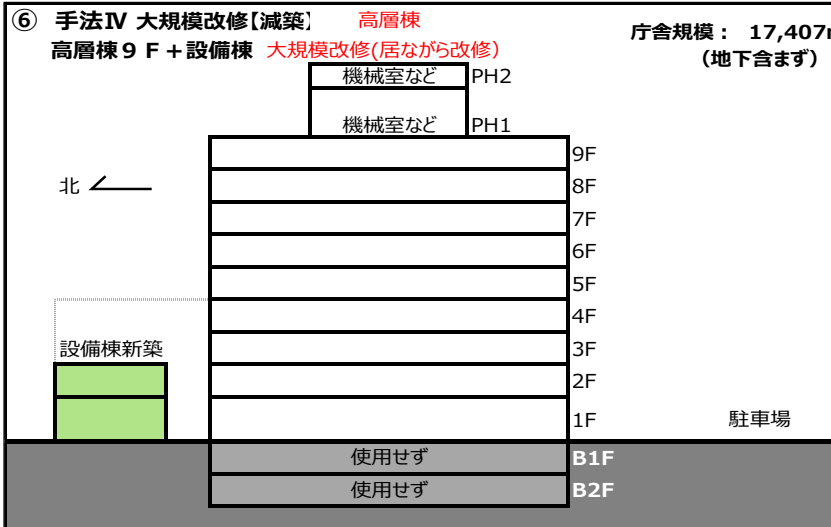 ⑥ 手法Ⅳ 大規模改修【減築】 高層棟
高層棟９Ｆ＋設備棟 大規模改修(居ながら改修）
庁舎規模： 17,407m
(地下含まず)
機械室など PH2
機械室など PH1
9F
北
8F
7F
6F
5F
4F
設備棟新築
3F
2F
1F
駐車場
使用せず B1F
使用せず B2F